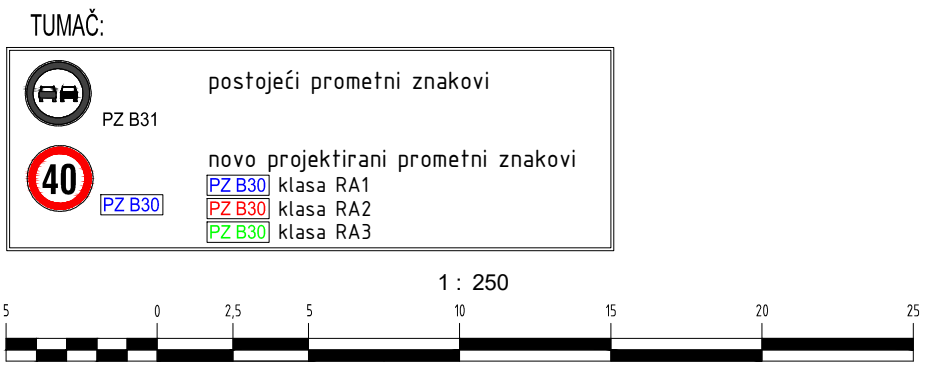 TUMAČ:
postojeći prometni znakovi
PZ B31
novo projektirani prometni znakovi
40
PZ B30
PZ B30 klasa RA1
PZ B30 klasa RA2
PZ B30 klasa RA3
1 : 250
5 0 2,5 5 10 15 20 25